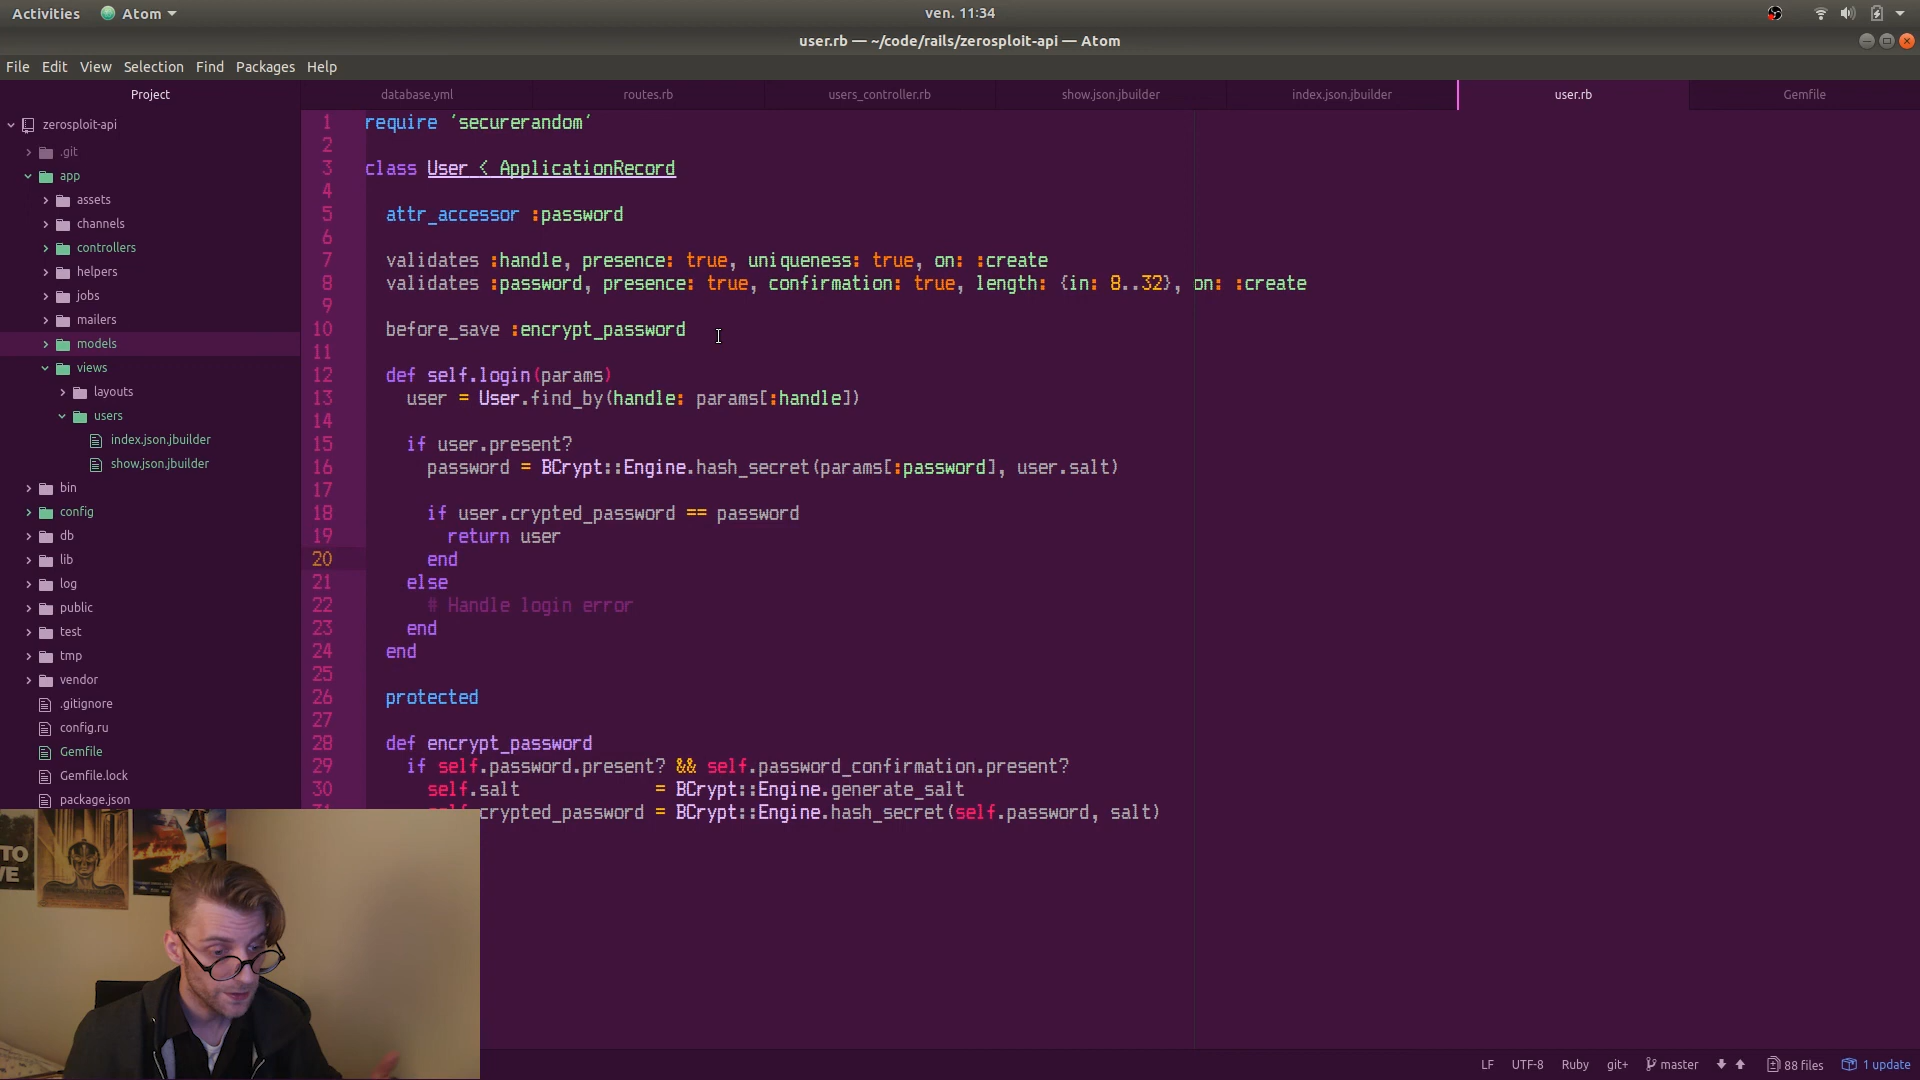 Activities
Atom
ven. 11:34
user.rb — ~/code/rails/zerosploit-api — Atom
File Edit View Selection Find Packages Help
Project
database.yml
routes.rb
users_controller.rb
show.json.jbuilder
index.json.jbuilder
user.rb
Gemfile
zerosploit-api
.git
app
assets
channels
controllers
helpers
jobs
mailers
models
views
layouts
users
index.json.jbuilder
show.json.jbuilder
bin
config
db
lib
log
public
test
tmp
vendor
.gitignore
config.ru
Gemfile
Gemfile.lock
package.json
1 require 'securerandom'
2
3 class User < ApplicationRecord
4
5 attr_accessor :password
6
7 validates :handle, presence: true, uniqueness: true, on: :create
8 validates :password, presence: true, confirmation: true, length: {in: 8..32}, on: :create
9
10 before_save :encrypt_password
11
12 def self.login(params)
13 user = User.find_by(handle: params[:handle])
14
15 if user.present?
16 password = BCrypt::Engine.hash_secret(params[:password], user.salt)
17
18 if user.crypted_password == password
19 return user
20 end
21 else
22 # Handle login error
23 end
24 end
25
26 protected
27
28 def encrypt_password
29 if self.password.present? && self.password_confirmation.present?
30 self.salt = BCrypt::Engine.generate_salt
crypted_password = BCrypt::Engine.hash_secret(self.password, salt)
TO
VE
LF UTF-8 Ruby git+ master 88 files 1 update